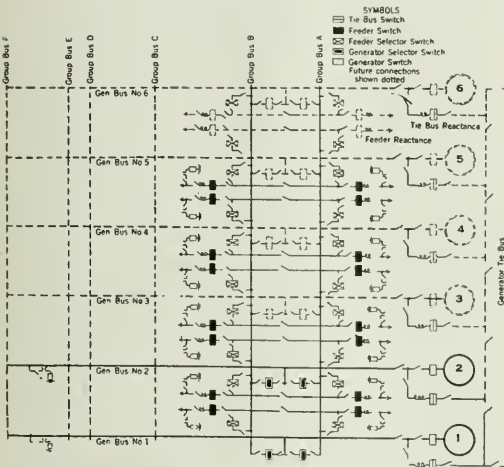 SYMBOLS
Tie Bus Switch
Feeder Switch
Feeder Selector Switch
Generator Selector Switch
Generator Switch
Future connections
shown dotted
Group Bus F
Group Bus E
Group Bus D
Group Bus C
Group Bus B
Group Bus A
Gen Bus No 6
6
Tie Bus Reactance
Feeder Reactance
Gen Bus No 5
5
Gen Bus No 4
4
Generator Tie Bus
Gen Bus No 3
3
Gen Bus No 2
2
Gen Bus No 1
1